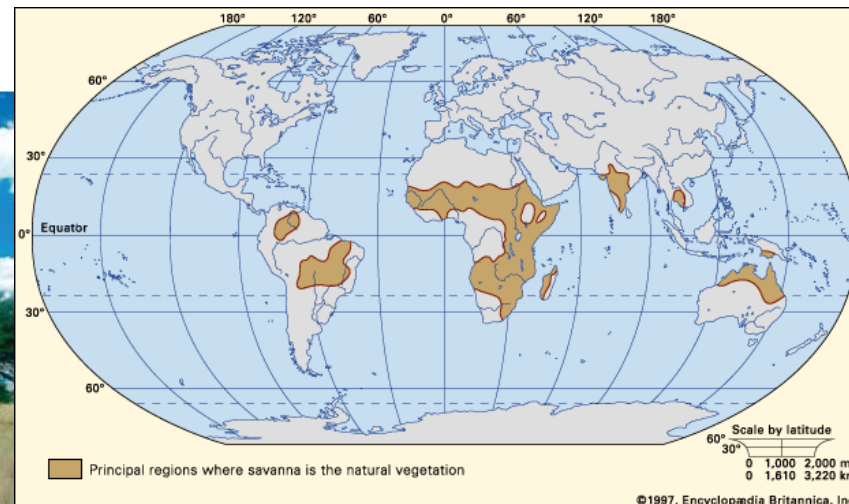 180° 120° 60° 0° 60° 120° 180°
60°
30°
Equator
0°
30°
60°
Scale by latitude
60°
30°
0 1,000 2,000 m
0 1,610 3,220 k
Principal regions where savanna is the natural vegetation
©1997, Encyclopædia Britannica, In